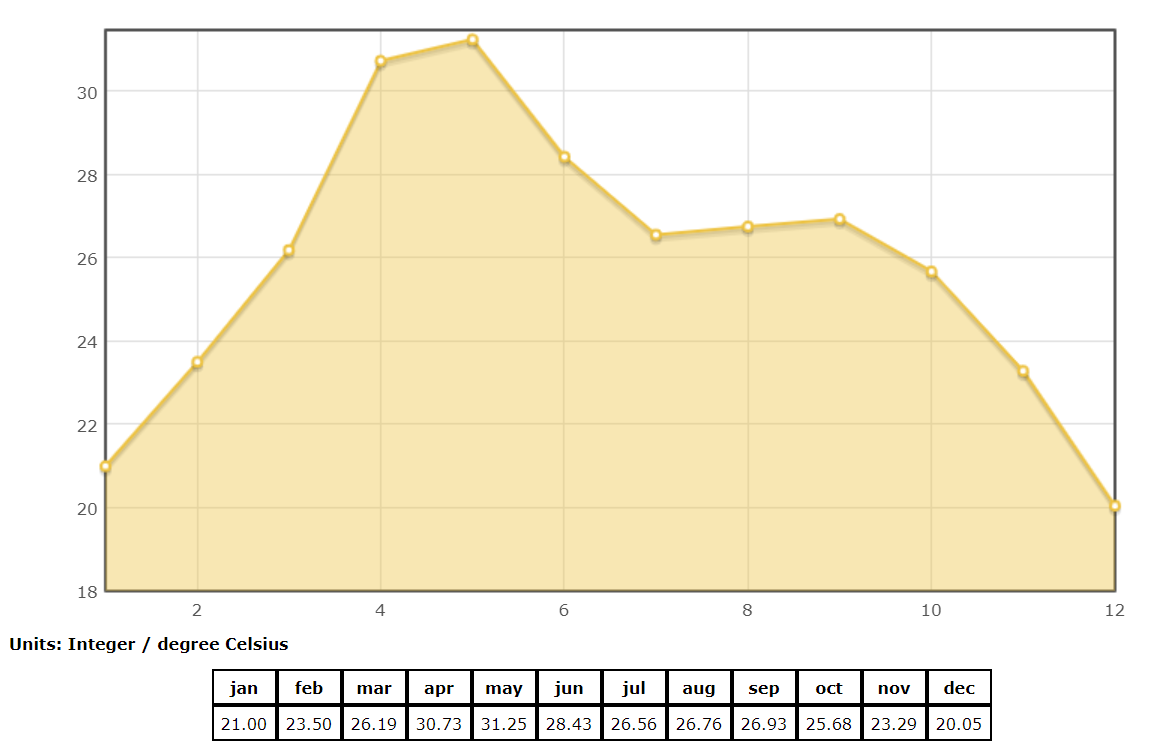 30
28
26
24
22
20
18
2 4 6 8 10 12
Units: Integer / degree Celsius
jan feb mar apr may jun jul aug sep oct nov dec
21.00 23.50 26.19 30.73 31.25 28.43 26.56 26.76 26.93 25.68 23.29 20.05